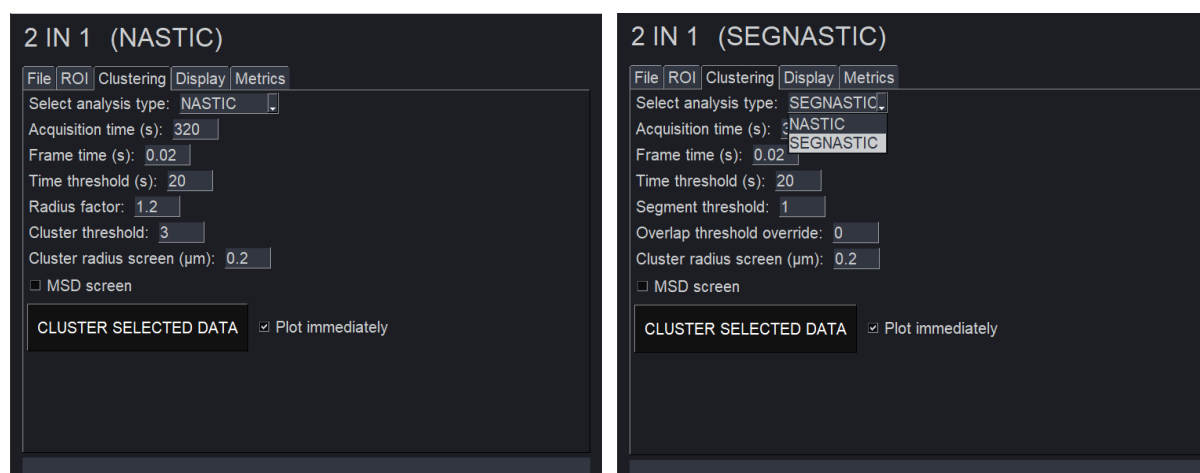 2 IN 1 (NASTIC)
File ROI Clustering Display Metrics
Select analysis type: NASTIC
Acquisition time (s): 320
Frame time (s): 0.02
Time threshold (s): 20
Radius factor: 1.2
Cluster threshold: 3
Cluster radius screen (µm): 0.2
MSD screen
CLUSTER SELECTED DATA Plot immediately
2 IN 1 (SEGNASTIC)
File ROI Clustering Display Metrics
Select analysis type: SEGNASTIC
Acquisition time (s):
NASTIC
SEGNASTIC
Frame time (s): 0.02
Time threshold (s): 20
Segment threshold: 1
Overlap threshold override: 0
Cluster radius screen (µm): 0.2
MSD screen
CLUSTER SELECTED DATA Plot immediately